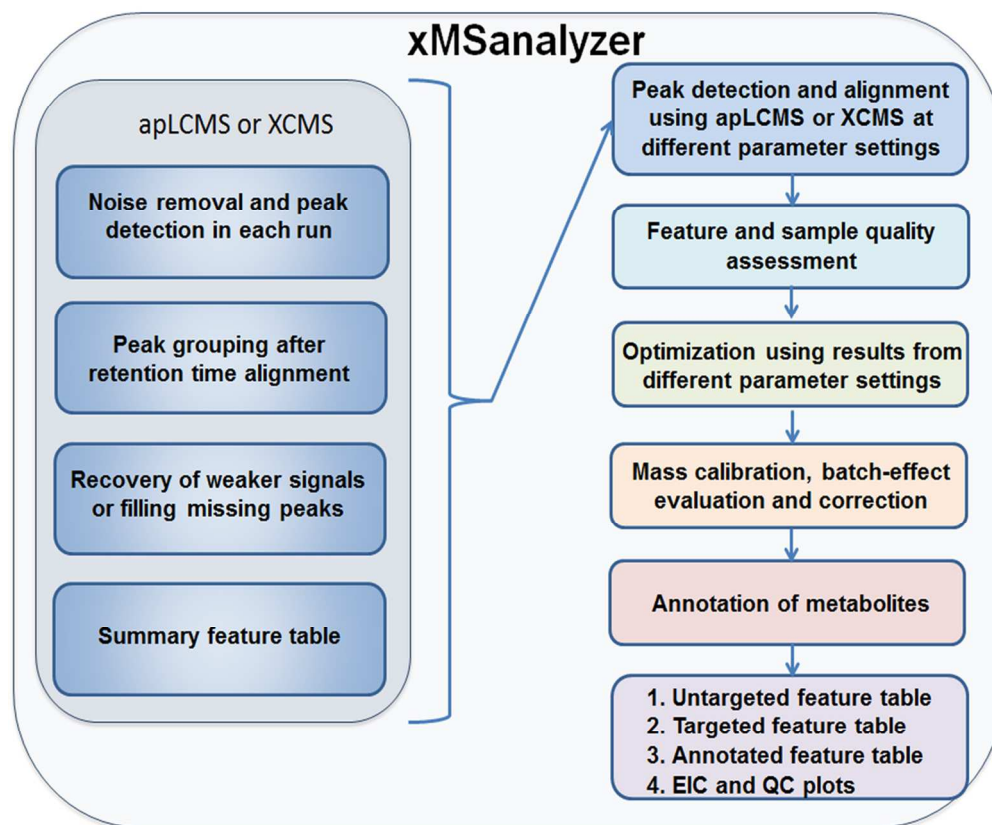 xMSanalyzer
apLCMS or XCMS
Noise removal and peak
detection in each run
Peak grouping after
retention time alignment
Recovery of weaker signals
or filling missing peaks
Summary feature table
Peak detection and alignment
using apLCMS or XCMS at
different parameter settings
Feature and sample quality
assessment
Optimization using results from
different parameter settings
Mass calibration, batch-effect
evaluation and correction
Annotation of metabolites
1. Untargeted feature table
2. Targeted feature table
3. Annotated feature table
4. EIC and QC plots